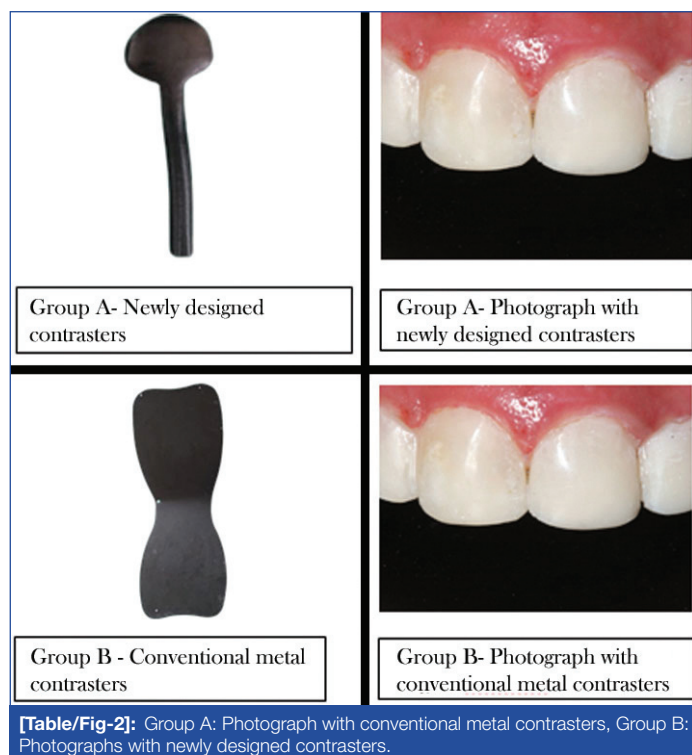 Group A- Newly designed
contrasters
Group A- Photograph with
newly designed contrasters
Group B - Conventional metal
contrasters
Group B- Photograph with
conventional metal contrasters
[Table/Fig-2]: Group A: Photograph with conventional metal contrasters, Group B:
Photographs with newly designed contrasters.